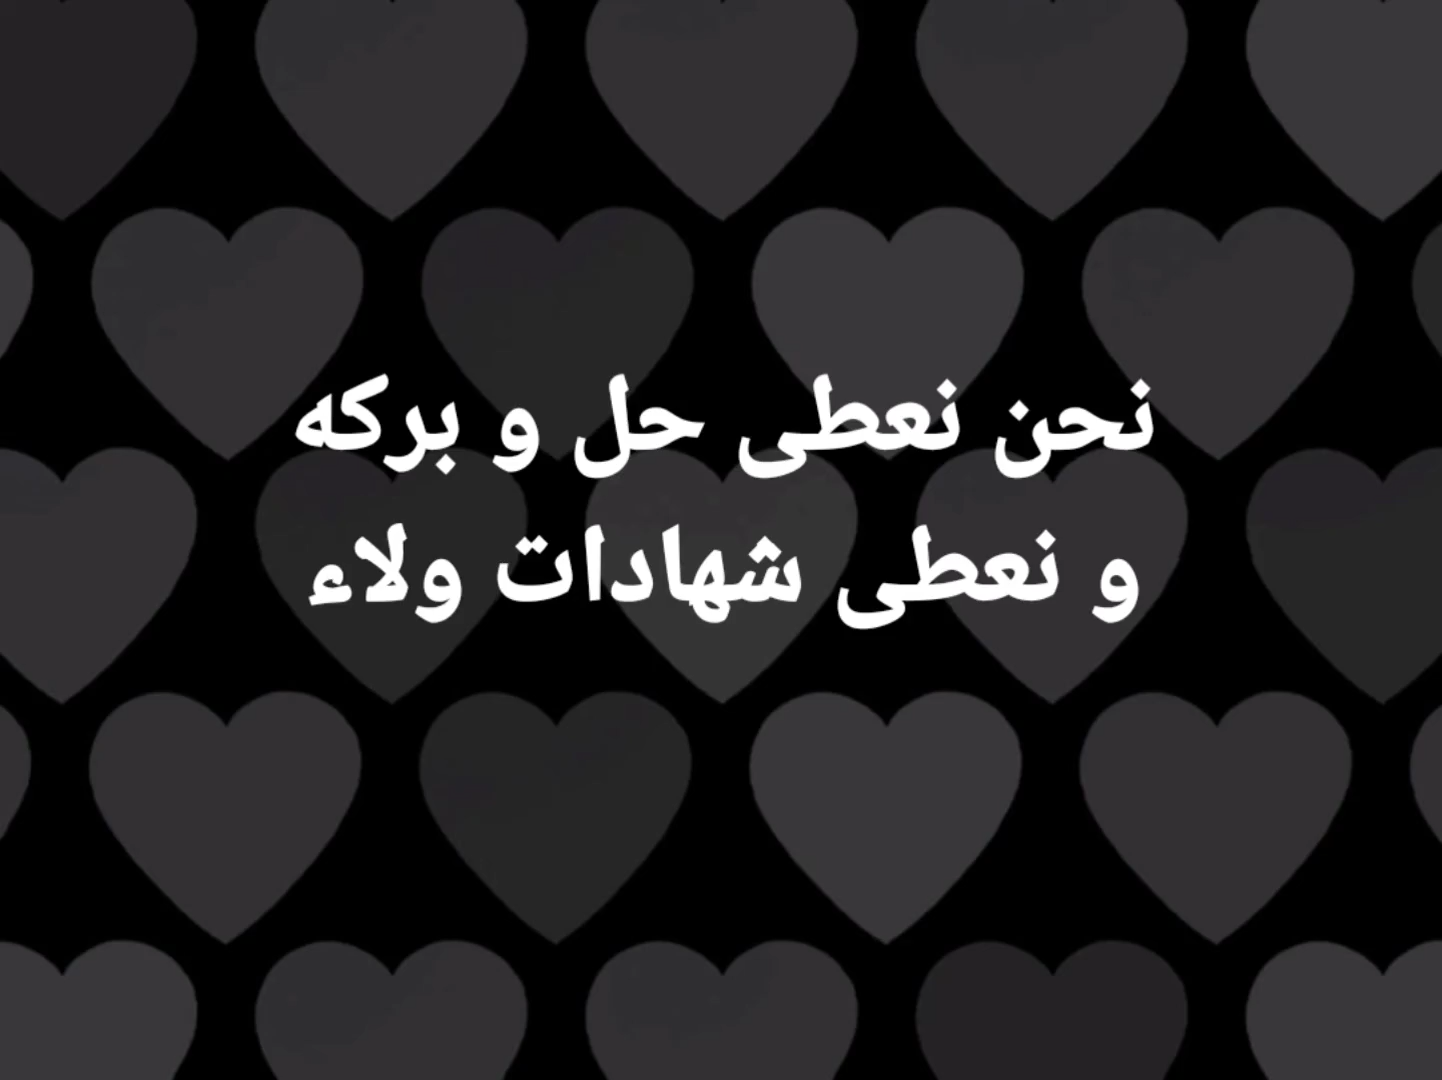 نحن نعطى حل و بركه
و نعطى شهادات ولاء